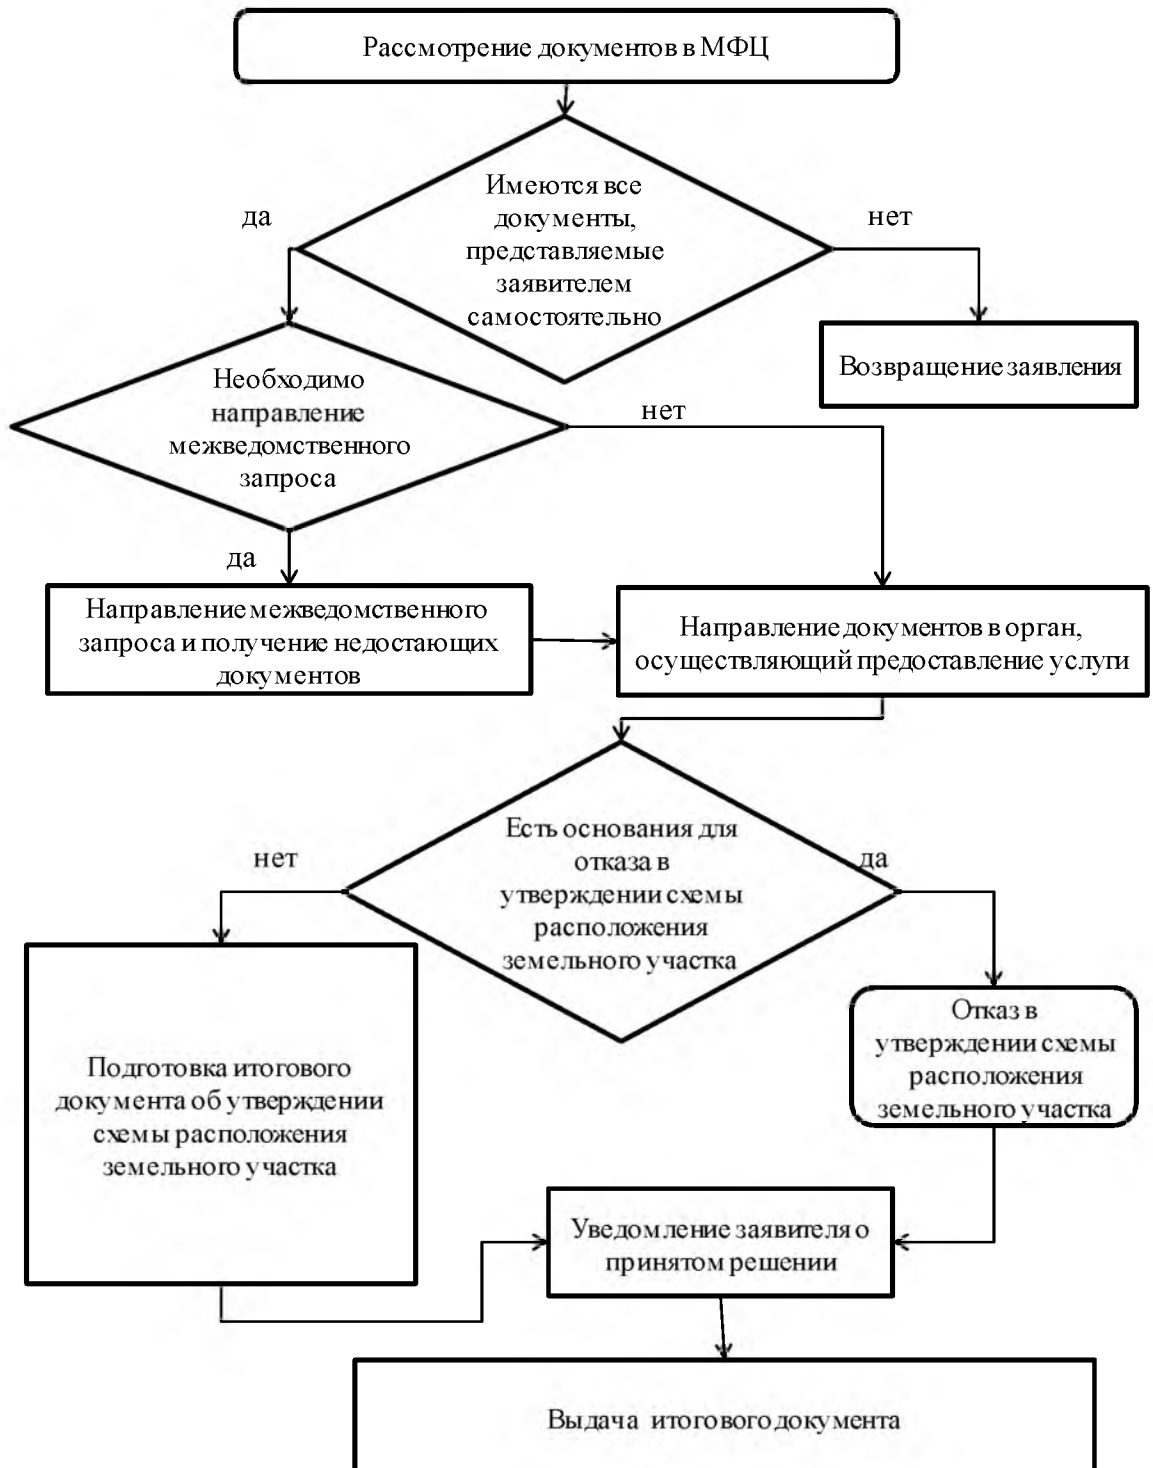 Рассмотрение документов в МФЦ
Имеются все
документы,
представляемые
заявителем
самостоятельно
да
нет
Возвращение заявления
Необходимо
направление
межведомственного
запроса
нет
да
Направление межведомственного
запроса и получение недостающих
документов
Направление документов в орган,
осуществляющий предоставление услуги
Есть основания для
отказа в
утверждении схемы
расположения
земельного участка
нет
да
Отказ в
утверждении схемы
расположения
земельного участка
Подготовка итогового
документа об утверждении
схемы расположения
земельного участка
Уведомление заявителя о
принятом решении
Выдача итогового документа